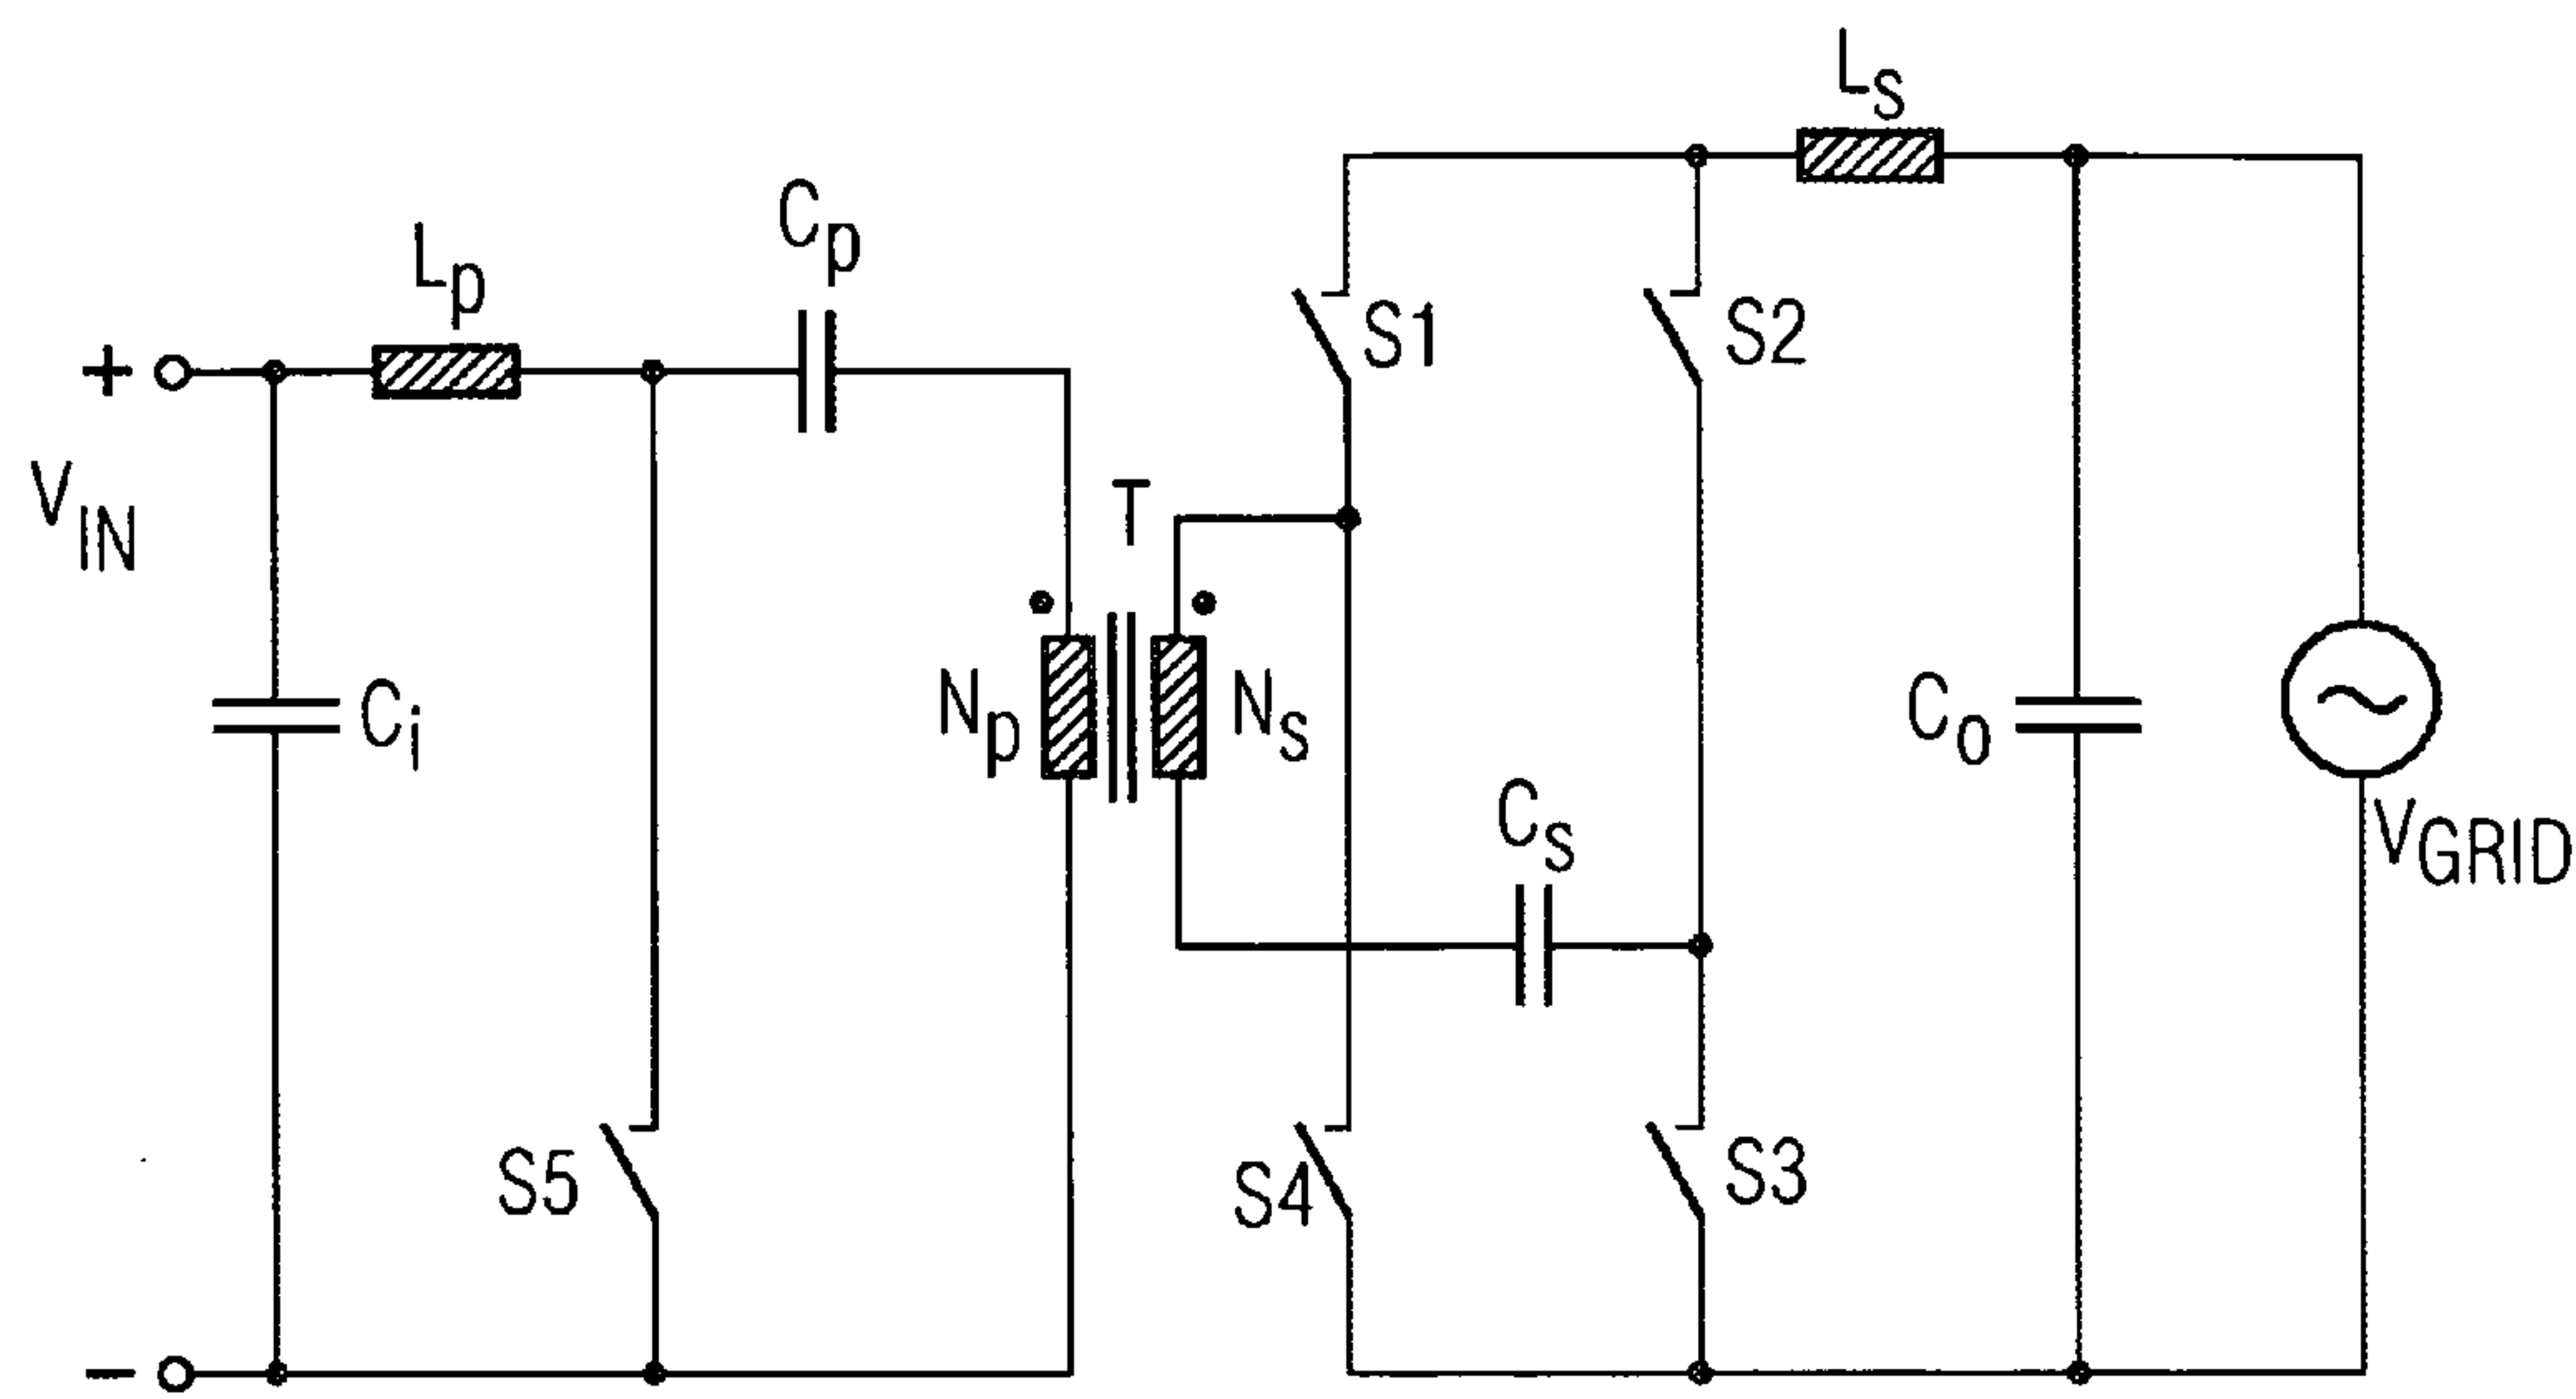 Ls
Cp
Lp
S1
S2
+
VIN
T
Np
Ns
Ci
Co
Cs
VGRID
S5
S4
S3
−